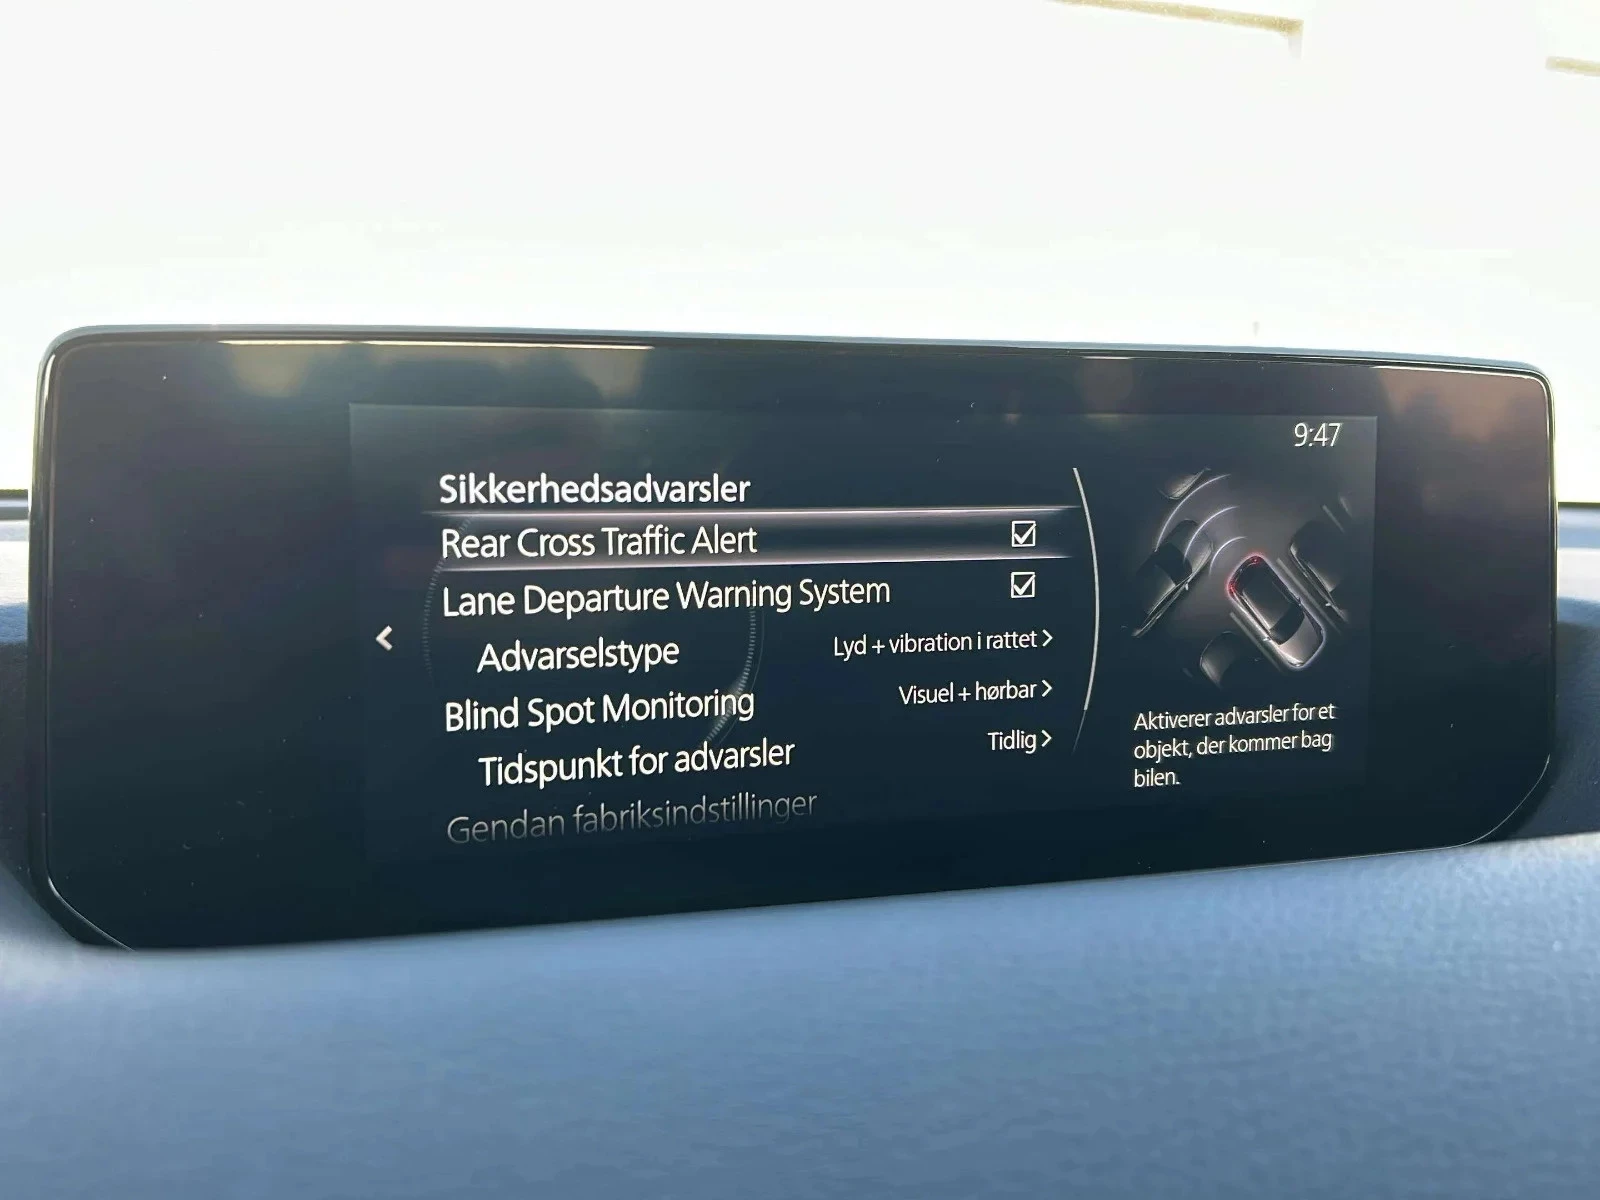 9:47
Sikkerhedsadvarsler
Rear Cross Traffic Alert
Lane Departure Warning System
Advarselstype Lyd + vibration i rattet >
Blind Spot Monitoring Visuel + hørbar >
Tidspunkt for advarsler Tidlig >
Gendan fabriksindstillinger
Aktiverer advarsler for et
objekt, der kommer bag
bilen.